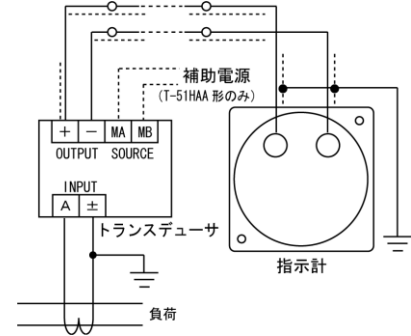 補助電源
(T-51HAA 形のみ)
+ − MA MB
OUTPUT SOURCE
INPUT
A ±
トランスデューサ
指示計
負荷